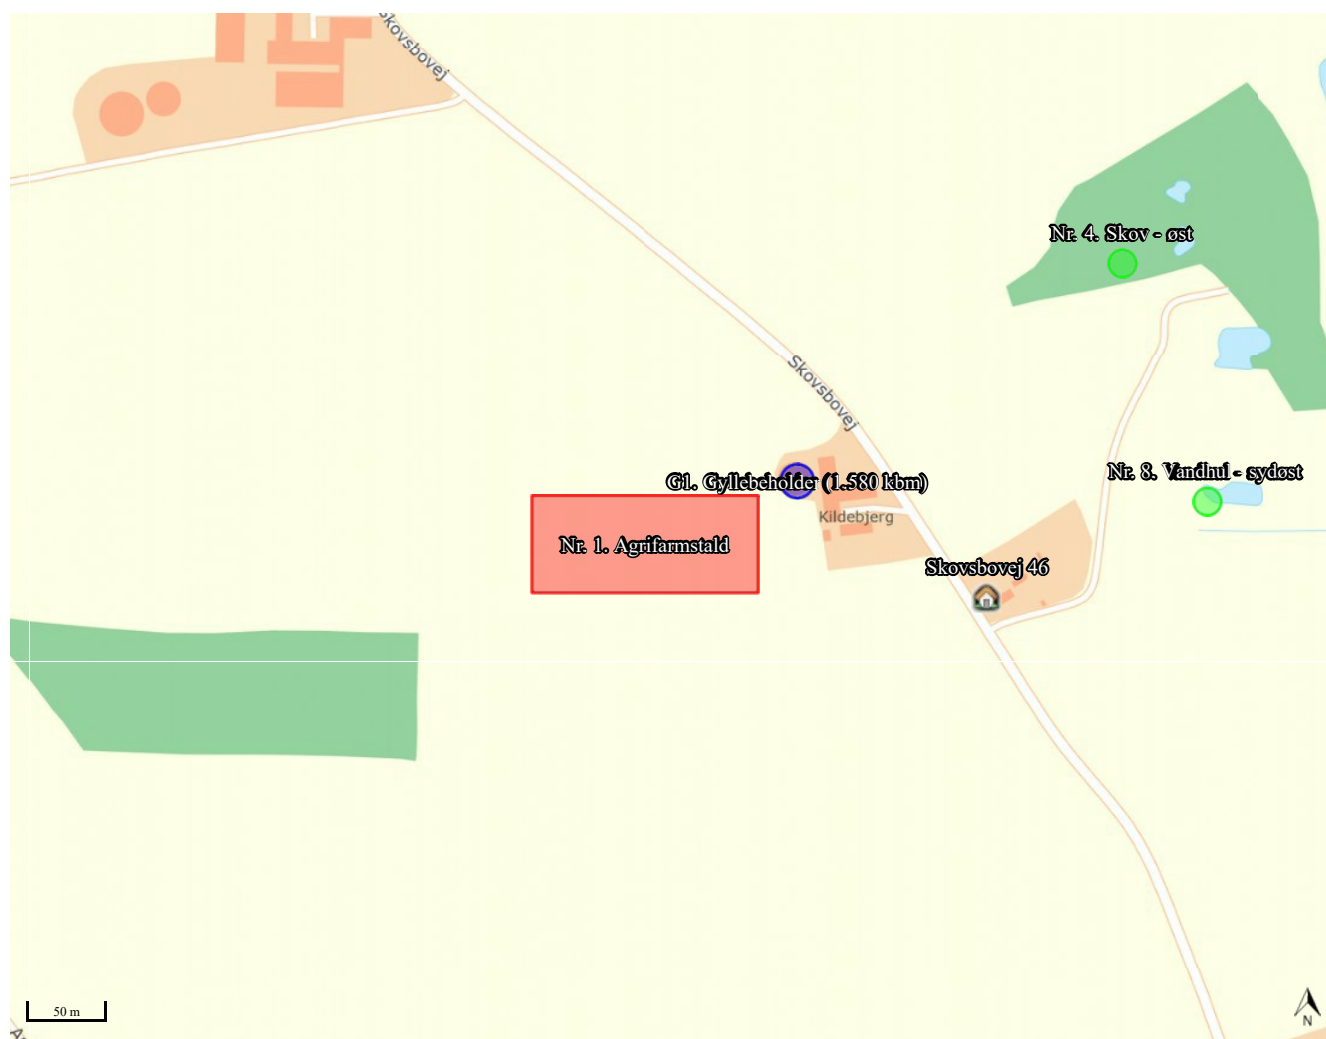 Skovsbovej
Nr. 4. Skov - øst
Skovsbovej
Nr. 8. Vandhul - sydøst
G1. Gyllebeholder (1.580 kbm)
Kildebjerg
Nr. 1. Agrifarmstald
Skovsbovej 46
50 m
N